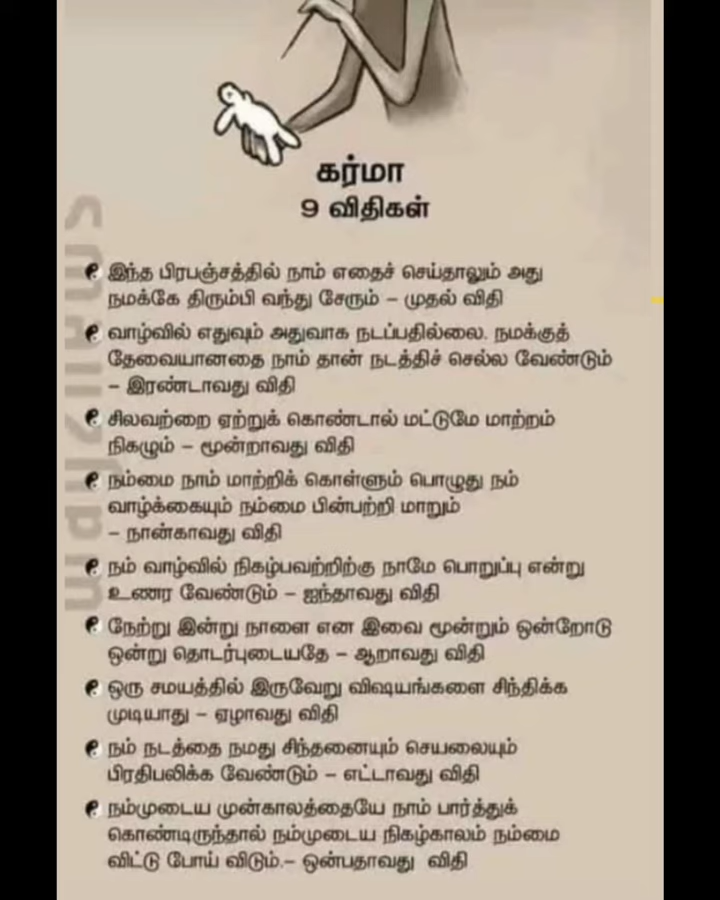 கர்மா
9 விதிகள்
இந்த பிரபஞ்சத்தில் நாம் எதைச் செய்தாலும் அது
நமக்கே திரும்பி வந்து சேரும் – முதல் விதி
வாழ்வில் எதுவும் அதுவாக நடப்பதில்லை. நமக்குத்
தேவையானதை நாம் தான் நடத்திச் செல்ல வேண்டும்
– இரண்டாவது விதி
சிலவற்றை ஏற்றுக் கொண்டால் மட்டுமே மாற்றம்
நிகழும் – மூன்றாவது விதி
நம்மை நாம் மாற்றிக் கொள்ளும் பொழுது நம்
வாழ்க்கையும் நம்மை பின்பற்றி மாறும்
– நான்காவது விதி
நம் வாழ்வில் நிகழ்பவற்றிற்கு நாமே பொறுப்பு என்று
உணர வேண்டும் – ஐந்தாவது விதி
நேற்று இன்று நாளை என இவை மூன்றும் ஒன்றோடு
ஒன்று தொடர்புடையதே – ஆறாவது விதி
ஒரு சமயத்தில் இருவேறு விஷயங்களை சிந்திக்க
முடியாது – ஏழாவது விதி
நம் நடத்தை நமது சிந்தனையும் செயலையும்
பிரதிபலிக்க வேண்டும் – எட்டாவது விதி
நம்முடைய முன்காலத்தையே நாம் பார்த்துக்
கொண்டிருந்தால் நம்முடைய நிகழ்காலம் நம்மை
விட்டு போய் விடும்.– ஒன்பதாவது விதி